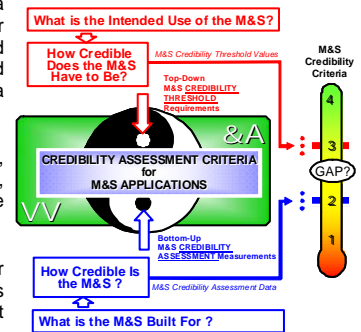 What is the Intended Use of the M&S?
How Credible
Does the M&S
Have to Be?
M&S Credibility Threshold Values
M&S
Credibility
Criteria
Top-Down
M&S CREDIBILITY
THRESHOLD
Requirements
4
3
GAP?
2
1
&A
CREDIBILITY ASSESSMENT CRITERIA
for
M&S APPLICATIONS
VV
Bottom-Up
M&S CREDIBILITY
ASSESSMENT Measurements
How Credible Is
the M&S ?
M&S Credibility Assessment Data
What is the M&S Built For ?